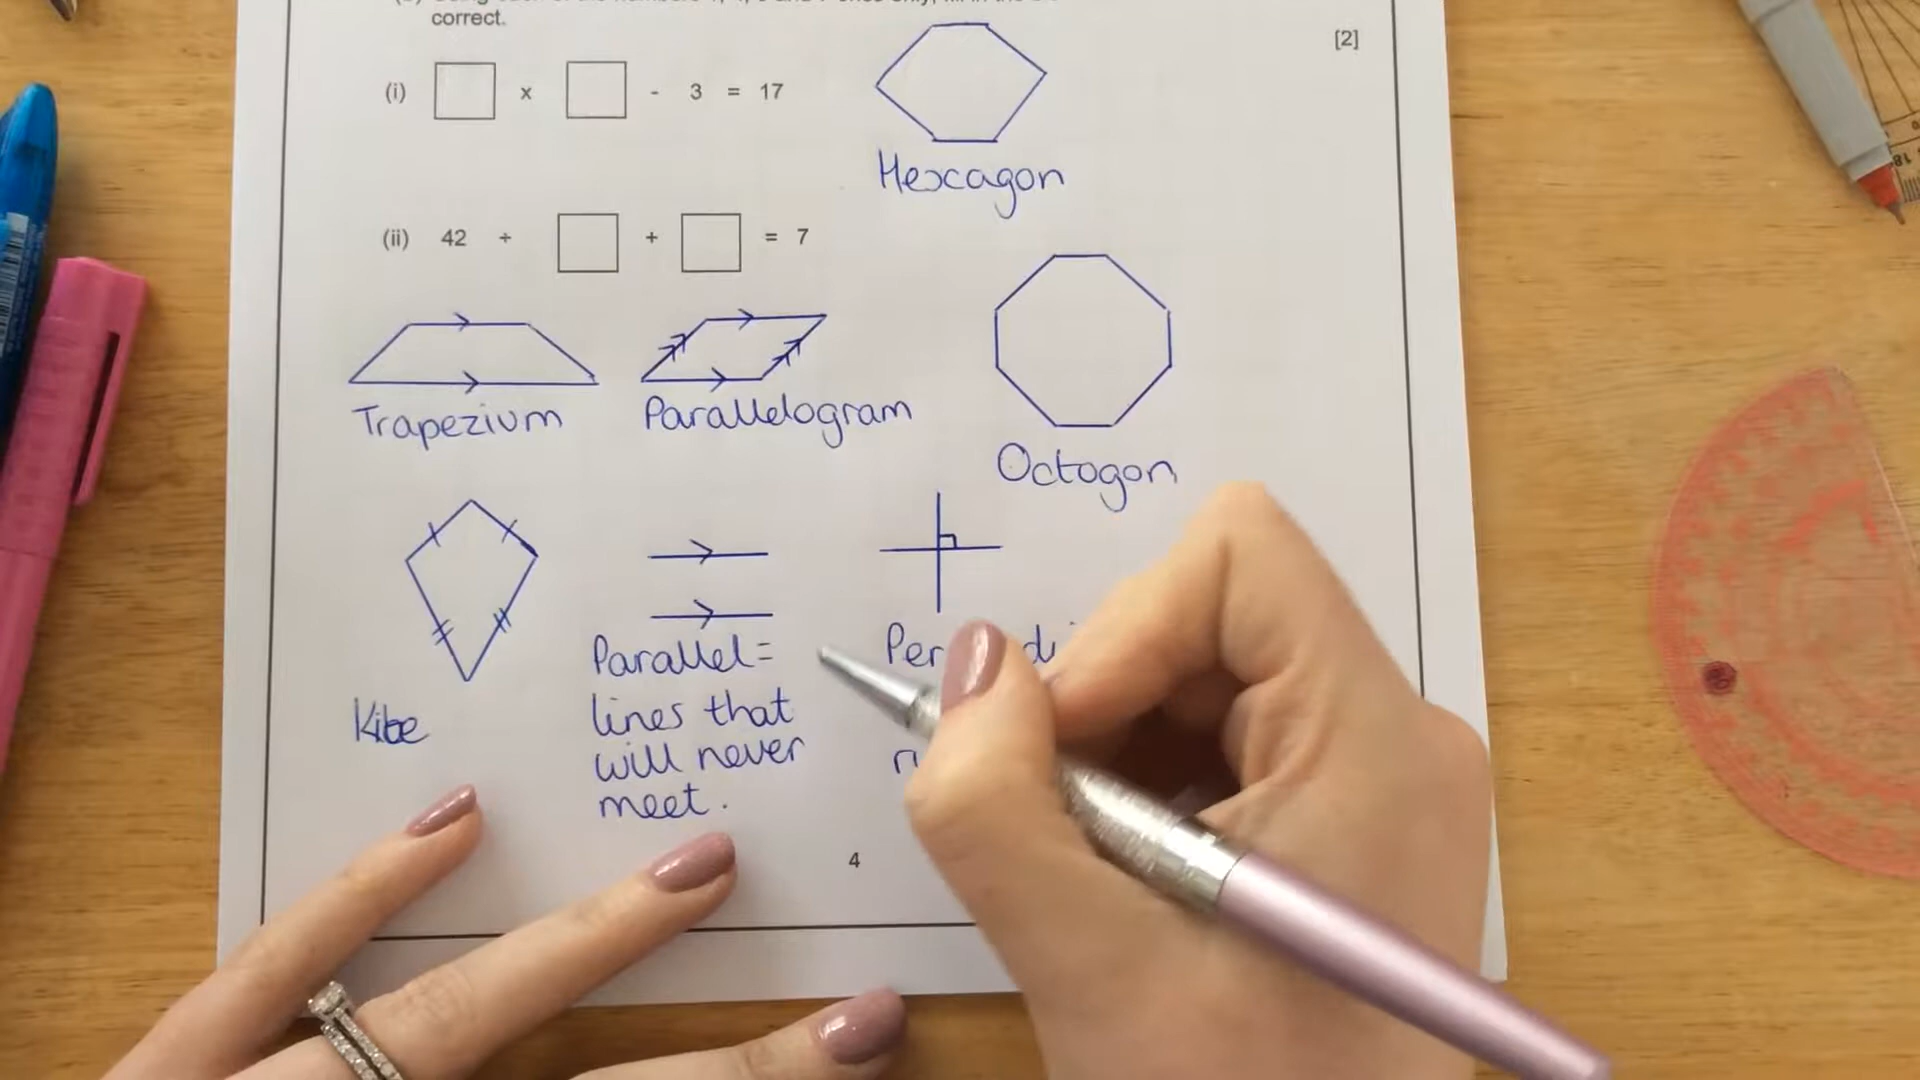 correct.
[2]
(i) x - 3 = 17
Hexagon
(ii) 42 ÷ + = 7
Trapezium
Parallelogram
Octogon
Kite
Parallel =
lines that
will never
meet.
4
18